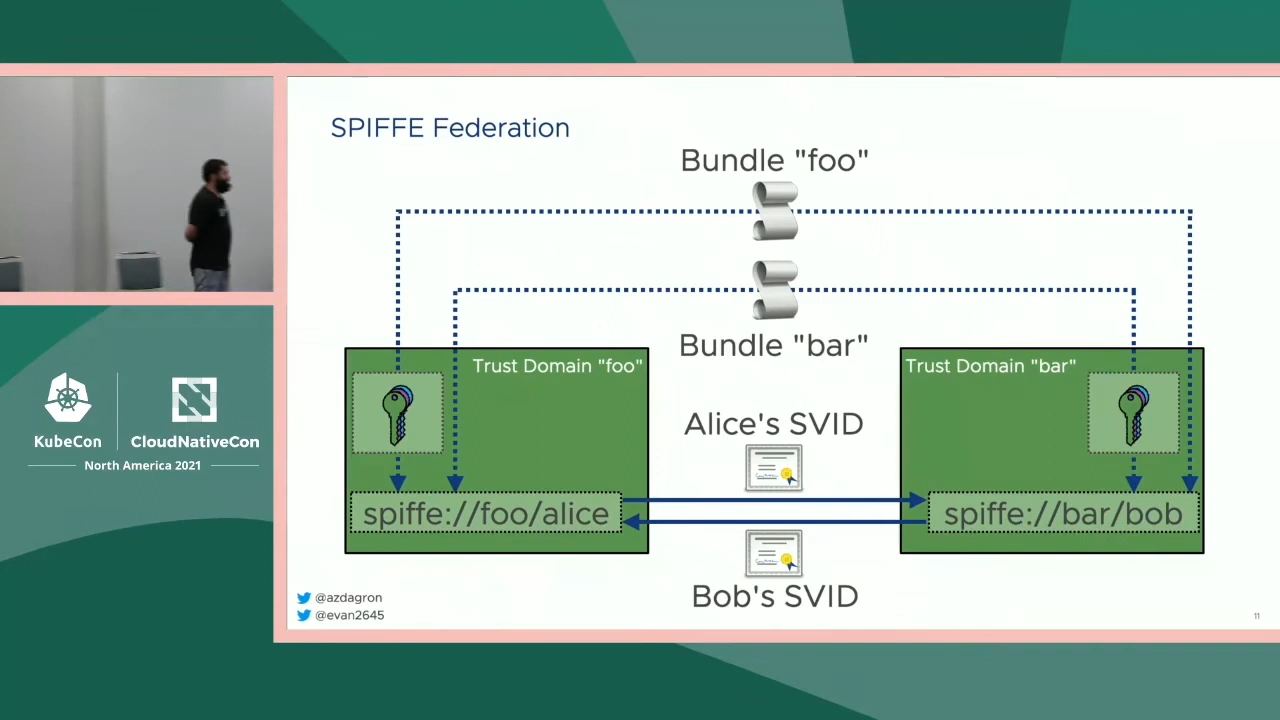 SPIFFE Federation
Bundle "foo"
Bundle "bar"
Trust Domain "foo"
Trust Domain "bar"
Alice's SVID
spiffe://foo/alice
spiffe://bar/bob
Bob's SVID
@azdagron
@evan2645
11
KubeCon
CloudNativeCon
North America 2021